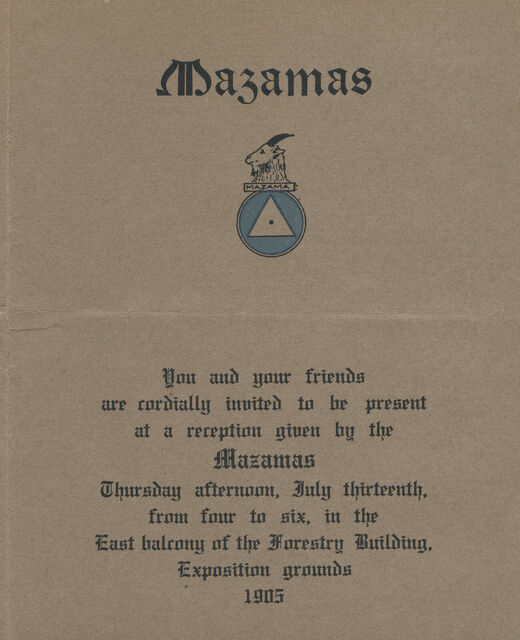 Mazamas
MAZAMA
You and your friends
are cordially invited to be present
at a reception given by the
Mazamas
Thursday afternoon, July thirteenth,
from four to six, in the
East balcony of the Forestry Building,
Exposition grounds
1905